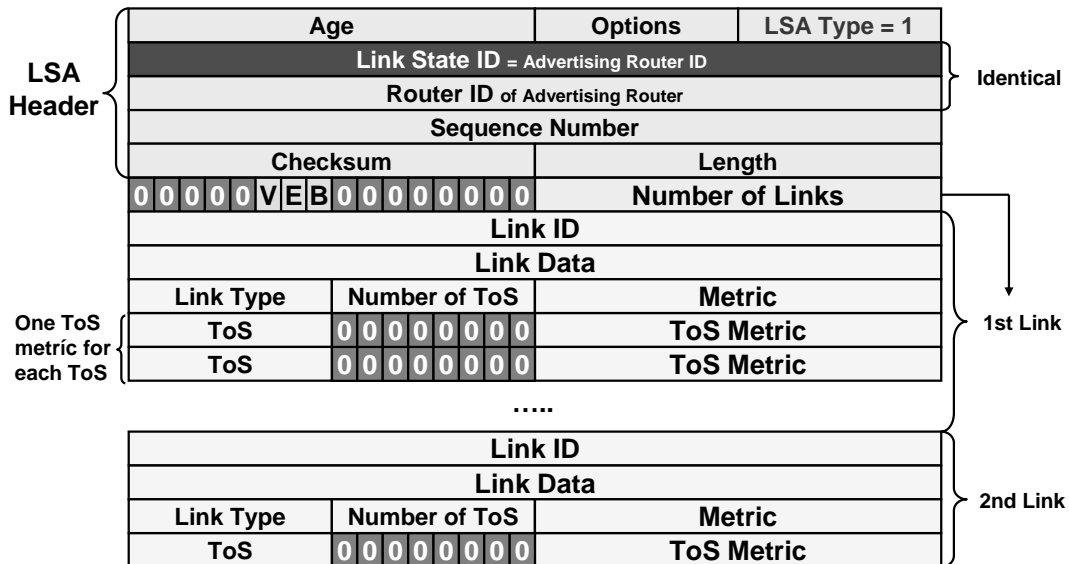 Age Options LSA Type = 1
Link State ID = Advertising Router ID
LSA Header
Identical
Router ID of Advertising Router
Sequence Number
Checksum Length
0 0 0 0 0 V E B 0 0 0 0 0 0 0 0 Number of Links
Link ID
Link Data
Link Type Number of ToS Metric
One ToS metríc for each ToS
ToS 0 0 0 0 0 0 0 0 ToS Metric
1st Link
ToS 0 0 0 0 0 0 0 0 ToS Metric
…..
Link ID
Link Data
2nd Link
Link Type Number of ToS Metric
ToS 0 0 0 0 0 0 0 0 ToS Metric